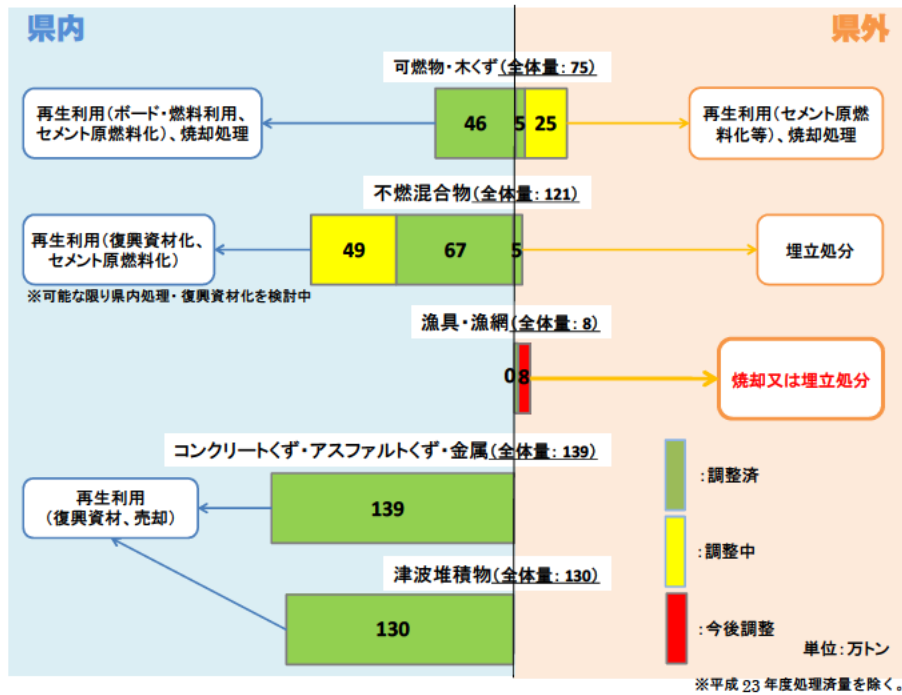 県内
県外
可燃物・木くず(全体量：75)
再生利用(ボード・燃料利用、
セメント原燃料化)、焼却処理
46
5
25
再生利用(セメント原燃
料化等)、焼却処理
不燃混合物(全体量：121)
再生利用(復興資材化、
セメント原燃料化)
※可能な限り県内処理・復興資材化を検討中
49
67
5
埋立処分
漁具・漁網(全体量：8)
0
8
焼却又は埋立処分
コンクリートくず・アスファルトくず・金属(全体量：139)
再生利用
(復興資材、売却)
139
津波堆積物(全体量：130)
130
：調整済
：調整中
：今後調整
単位：万トン
※平成 23 年度処理済量を除く。